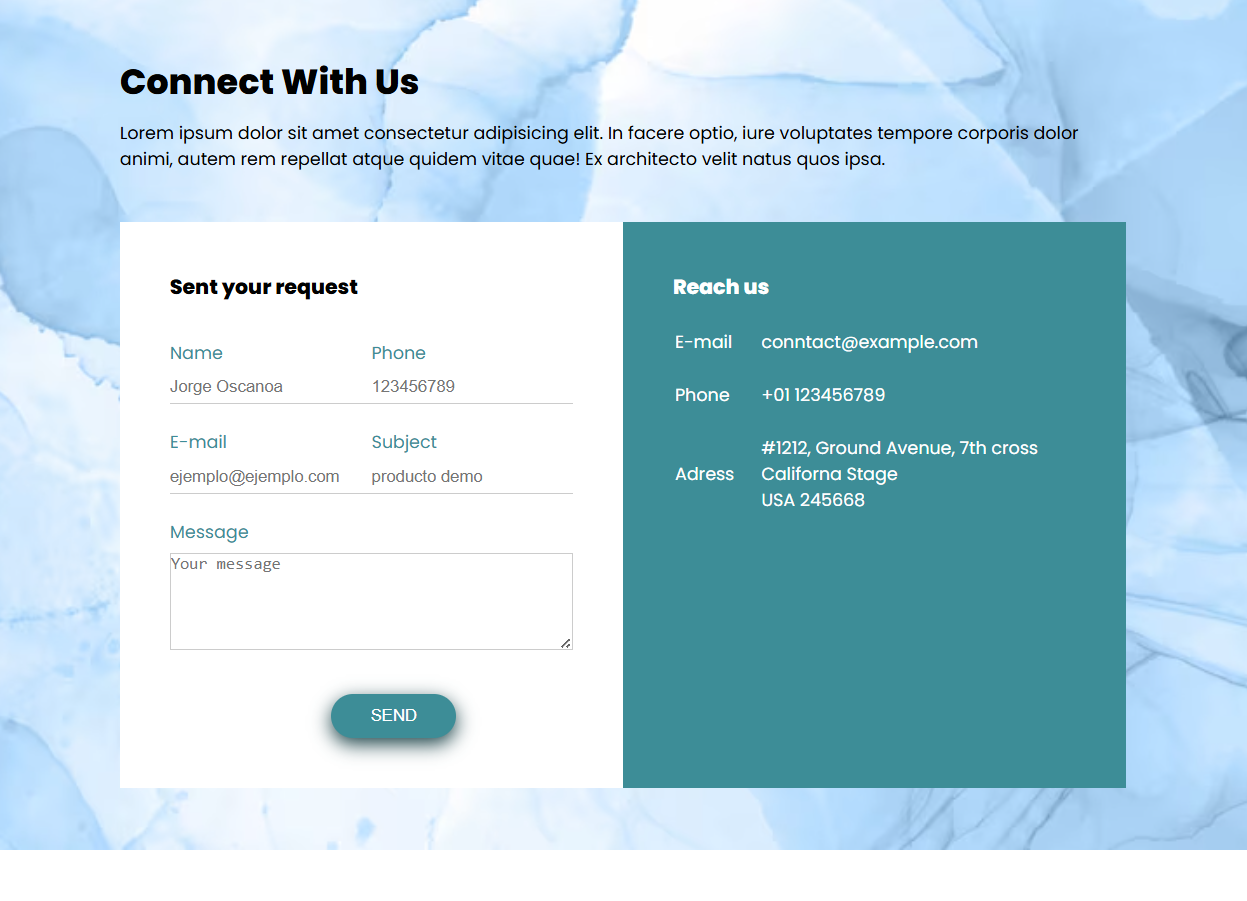 Connect With Us
Lorem ipsum dolor sit amet consectetur adipisicing elit. In facere optio, iure voluptates tempore corporis dolor
animi, autem rem repellat atque quidem vitae quae! Ex architecto velit natus quos ipsa.
Sent your request
Name Phone
Jorge Oscanoa 123456789
E-mail Subject
ejemplo@ejemplo.com producto demo
Message
Your message
SEND
Reach us
E-mail conntact@example.com
Phone +01 123456789
#1212, Ground Avenue, 7th cross
Adress Californa Stage
USA 245668